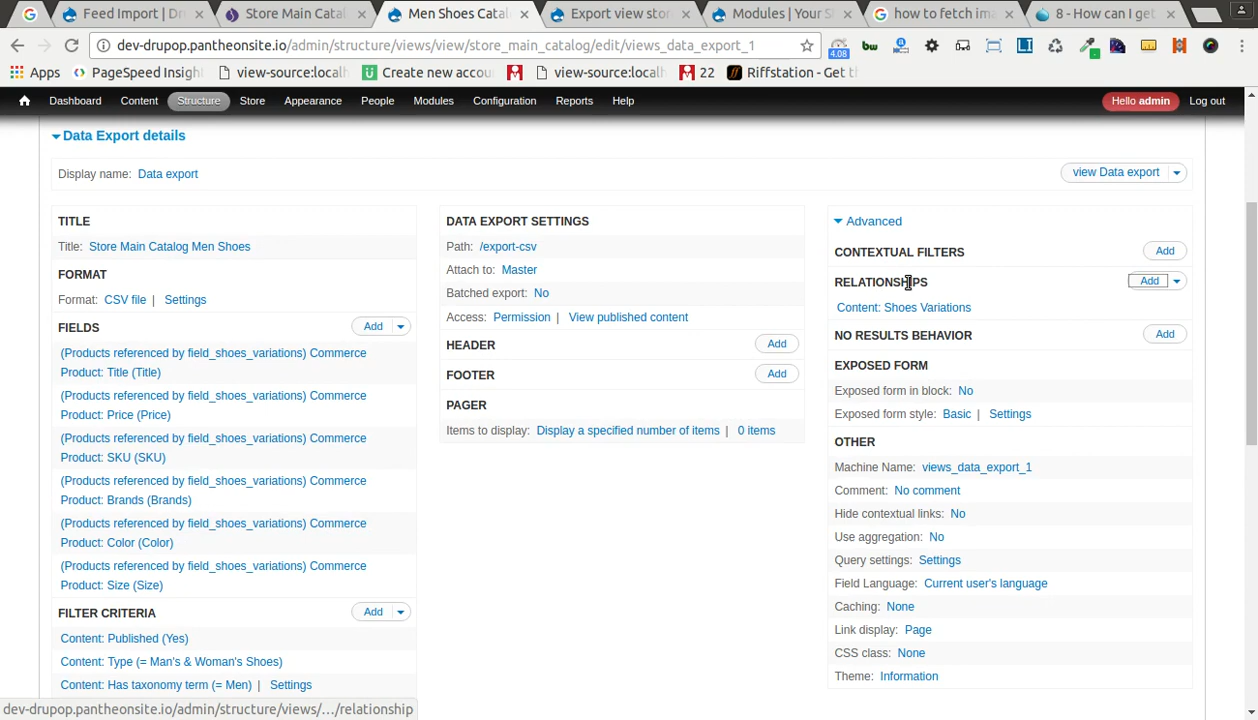 Feed Import | Dr
Store Main Catal
Men Shoes Catal
Export view stor
Modules | Your S
how to fetch ima
8 - How can I get
dev-drupop.pantheonsite.io/admin/structure/views/view/store_main_catalog/edit/views_data_export_1
4.08
bw
LI
Apps
PageSpeed Insigh
view-source:local
Create new accou
view-source:local
22
Riffstation - Get t
Dashboard Content Structure Store Appearance People Modules Configuration Reports Help
Hello admin Log out
Data Export details
Display name: Data export
view Data export
TITLE
Title: Store Main Catalog Men Shoes
FORMAT
Format: CSV file | Settings
FIELDS
Add
(Products referenced by field_shoes_variations) Commerce
Product: Title (Title)
(Products referenced by field_shoes_variations) Commerce
Product: Price (Price)
(Products referenced by field_shoes_variations) Commerce
Product: SKU (SKU)
(Products referenced by field_shoes_variations) Commerce
Product: Brands (Brands)
(Products referenced by field_shoes_variations) Commerce
Product: Color (Color)
(Products referenced by field_shoes_variations) Commerce
Product: Size (Size)
FILTER CRITERIA
Add
Content: Published (Yes)
Content: Type (= Man's & Woman's Shoes)
Content: Has taxonomy term (= Men) | Settings
DATA EXPORT SETTINGS
Path: /export-csv
Attach to: Master
Batched export: No
Access: Permission | View published content
HEADER
Add
FOOTER
Add
PAGER
Items to display: Display a specified number of items | 0 items
Advanced
CONTEXTUAL FILTERS
Add
RELATIONSHIPS
Add
Content: Shoes Variations
NO RESULTS BEHAVIOR
Add
EXPOSED FORM
Exposed form in block: No
Exposed form style: Basic | Settings
OTHER
Machine Name: views_data_export_1
Comment: No comment
Hide contextual links: No
Use aggregation: No
Query settings: Settings
Field Language: Current user's language
Caching: None
Link display: Page
CSS class: None
Theme: Information
dev-drupop.pantheonsite.io/admin/structure/views/.../relationship